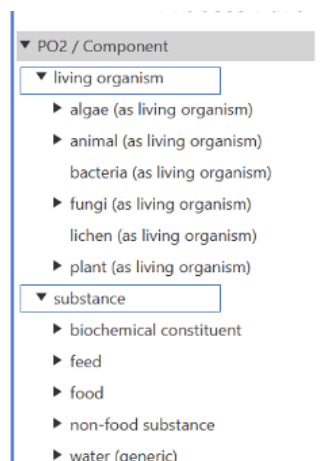 PO2 / Component
living organism
algae (as living organism)
animal (as living organism)
bacteria (as living organism)
fungi (as living organism)
lichen (as living organism)
plant (as living organism)
substance
biochemical constituent
feed
food
non-food substance
water (generic)